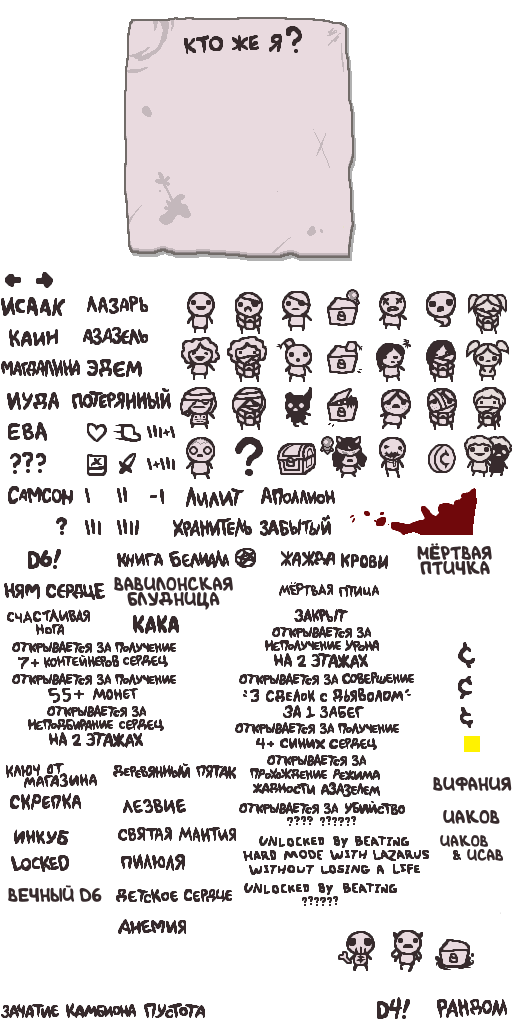 КТО ЖЕ Я?
ИСААК ЛАЗАРЬ
КАИН АЗАЗЕЛЬ
МАГДАЛИНА ЭДЕМ
ИУДА ПОТЕРЯННЫЙ
ЕВА
???
?
САМСОН ЛИЛИТ АПОЛЛИОН
? ХРАНИТЕЛЬ ЗАБЫТЫЙ
D6! КНИГА БЕЛИАЛА ЖАЖДА КРОВИ
МЁРТВАЯ
ПТИЧКА
НЯМ СЕРДЦЕ
ВАВИЛОНСКАЯ
БЛУДНИЦА
МЁРТВАЯ ПТИЦА
СЧАСТЛИВАЯ
НОГА
КАКА
ЗАКРЫТ
ОТКРЫВАЕТСЯ ЗА ПОЛУЧЕНИЕ
7+ КОНТЕЙНЕРОВ СЕРДЕЦ
ОТКРЫВАЕТСЯ ЗА ПОЛУЧЕНИЕ
55+ МОНЕТ
ОТКРЫВАЕТСЯ ЗА
НЕПОДБИРАНИЕ СЕРДЕЦ
НА 2 ЭТАЖАХ
ОТКРЫВАЕТСЯ ЗА
НЕПОЛУЧЕНИЕ УРОНА
НА 2 ЭТАЖАХ
ОТКРЫВАЕТСЯ ЗА СОВЕРШЕНИЕ
"3 СДЕЛОК С ДЬЯВОЛОМ"
ЗА 1 ЗАБЕГ
ОТКРЫВАЕТСЯ ЗА ПОЛУЧЕНИЕ
4+ СИНИХ СЕРДЕЦ
ОТКРЫВАЕТСЯ ЗА
ПРОХОЖДЕНИЕ РЕЖИМА
ЖАДНОСТИ АЗАЗЕЛЕМ
ОТКРЫВАЕТСЯ ЗА УБИЙСТВО
???? ??????
UNLOCKED BY BEATING
HARD MODE WITH LAZARUS
WITHOUT LOSING A LIFE
UNLOCKED BY BEATING
??????
¢
¢
¢
КЛЮЧ ОТ
МАГАЗИНА
ДЕРЕВЯННЫЙ ПЯТАК
СКРЕПКА ЛЕЗВИЕ
ИНКУБ СВЯТАЯ МАНТИЯ
LOCKED ПИЛЮЛЯ
ВЕЧНЫЙ D6 ДЕТСКОЕ СЕРДЦЕ
АНЕМИЯ
ВИФАНИЯ
ИАКОВ
ИАКОВ
& ИСАВ
ЗАЧАТИЕ КАМБИОНА ПУСТОТА
D4! РАНДОМ